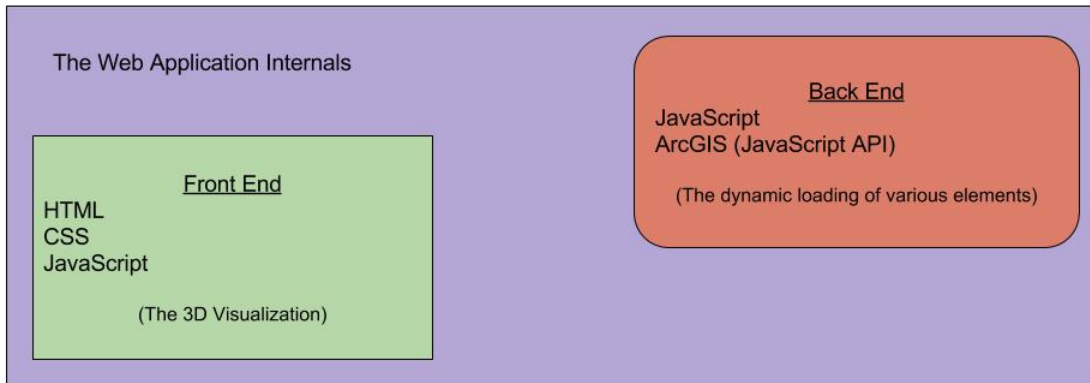 The Web Application Internals
Front End
HTML
CSS
JavaScript
(The 3D Visualization)
Back End
JavaScript
ArcGIS (JavaScript API)
(The dynamic loading of various elements)